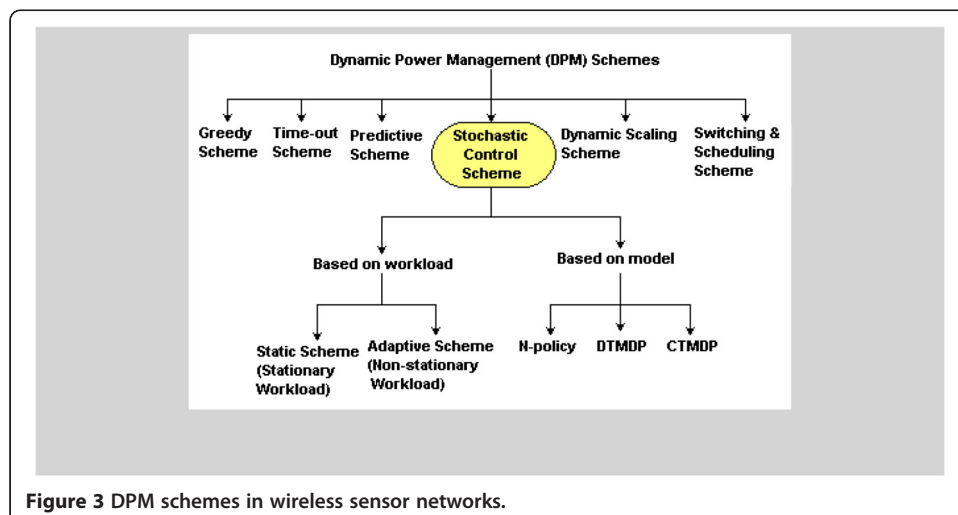 Dynamic Power Management (DPM) Schemes
Greedy
Scheme
Time-out
Scheme
Predictive
Scheme
Stochastic
Control
Scheme
Dynamic Scaling
Scheme
Switching &
Scheduling
Scheme
Based on workload
Based on model
Static Scheme
(Stationary
Workload)
Adaptive Scheme
(Non-stationary
Workload)
N-policy
DTMDP
CTMDP
Figure 3 DPM schemes in wireless sensor networks.